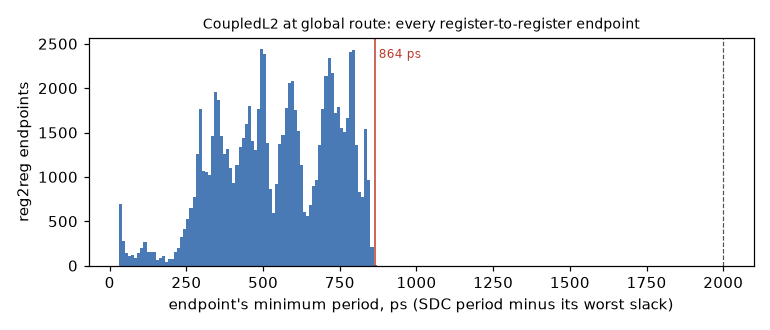 CoupledL2 at global route: every register-to-register endpoint
2500
2000
1500
1000
500
0
reg2reg endpoints
864 ps
0 250 500 750 1000 1250 1500 1750 2000
endpoint's minimum period, ps (SDC period minus its worst slack)